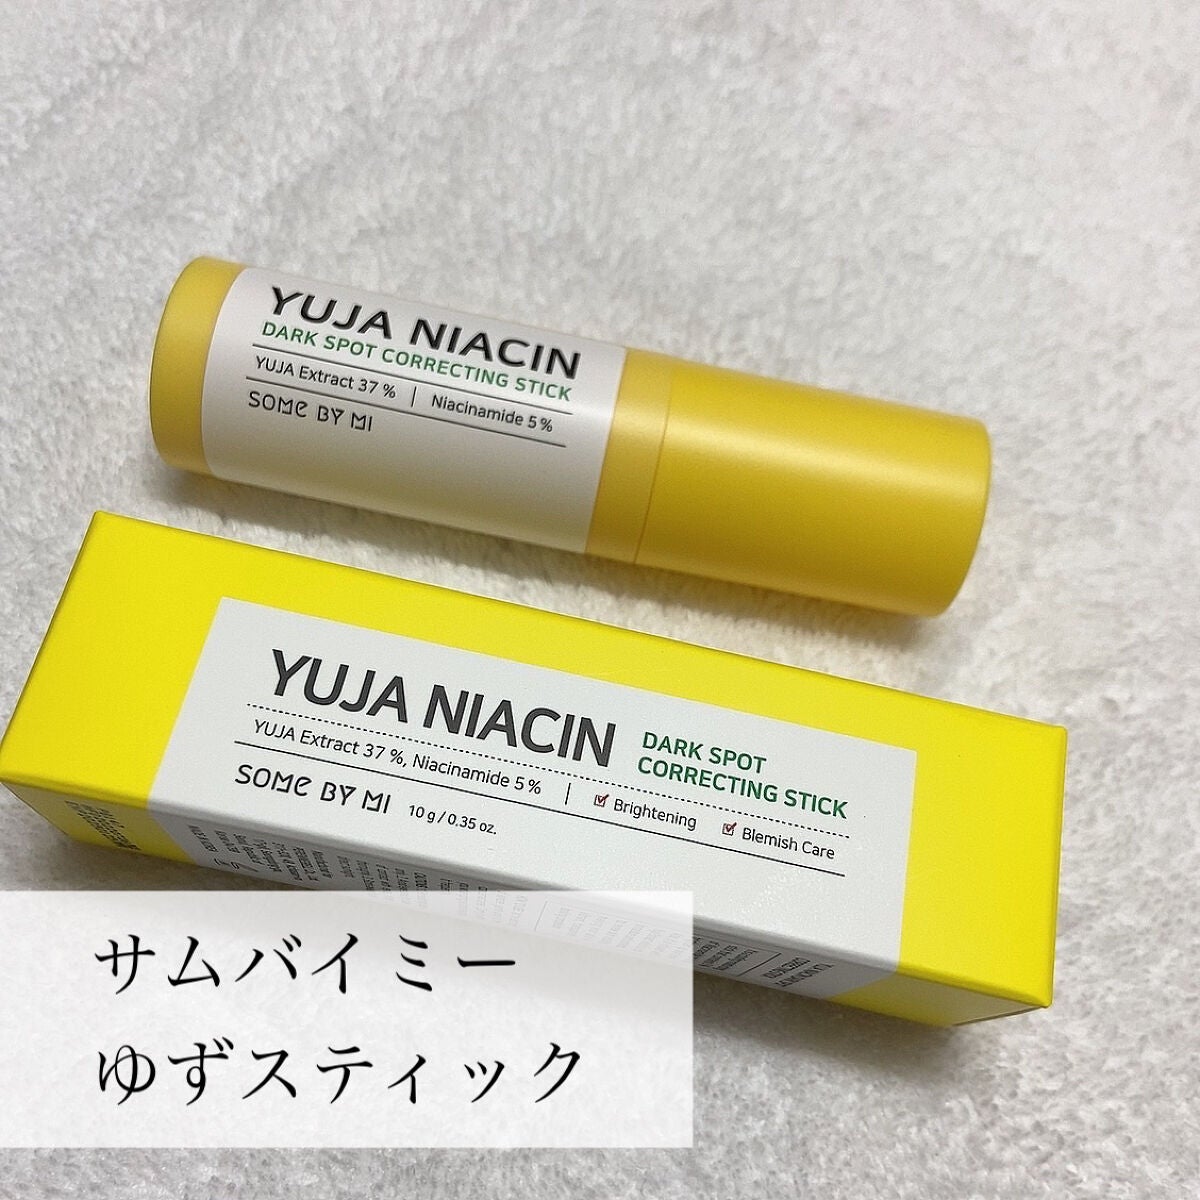 YUJA NIACIN
DARK SPOT CORRECTING STICK
YUJA Extract 37 % | Niacinamide 5 %
SOME BY MI
YUJA NIACIN
DARK SPOT
CORRECTING STICK
YUJA Extract 37 %, Niacinamide 5 % | Brightening Blemish Care
SOME BY MI 10 g / 0.35 oz.
サムバイミー
ゆずスティック